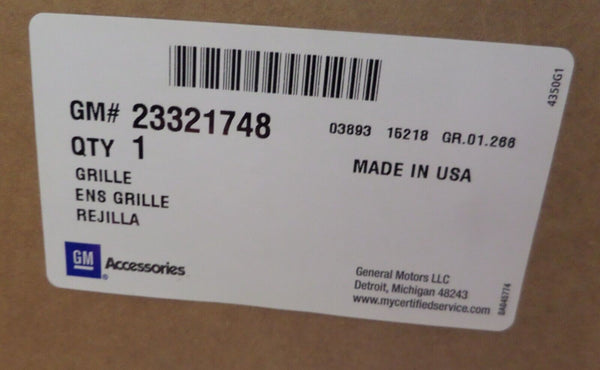 4350G1
GM# 23321748
03893 15218 GR.01.266
QTY 1
MADE IN USA
GRILLE
ENS GRILLE
REJILLA
GM Accessories
General Motors LLC
Detroit, Michigan 48243
www.mycertifiedservice.com